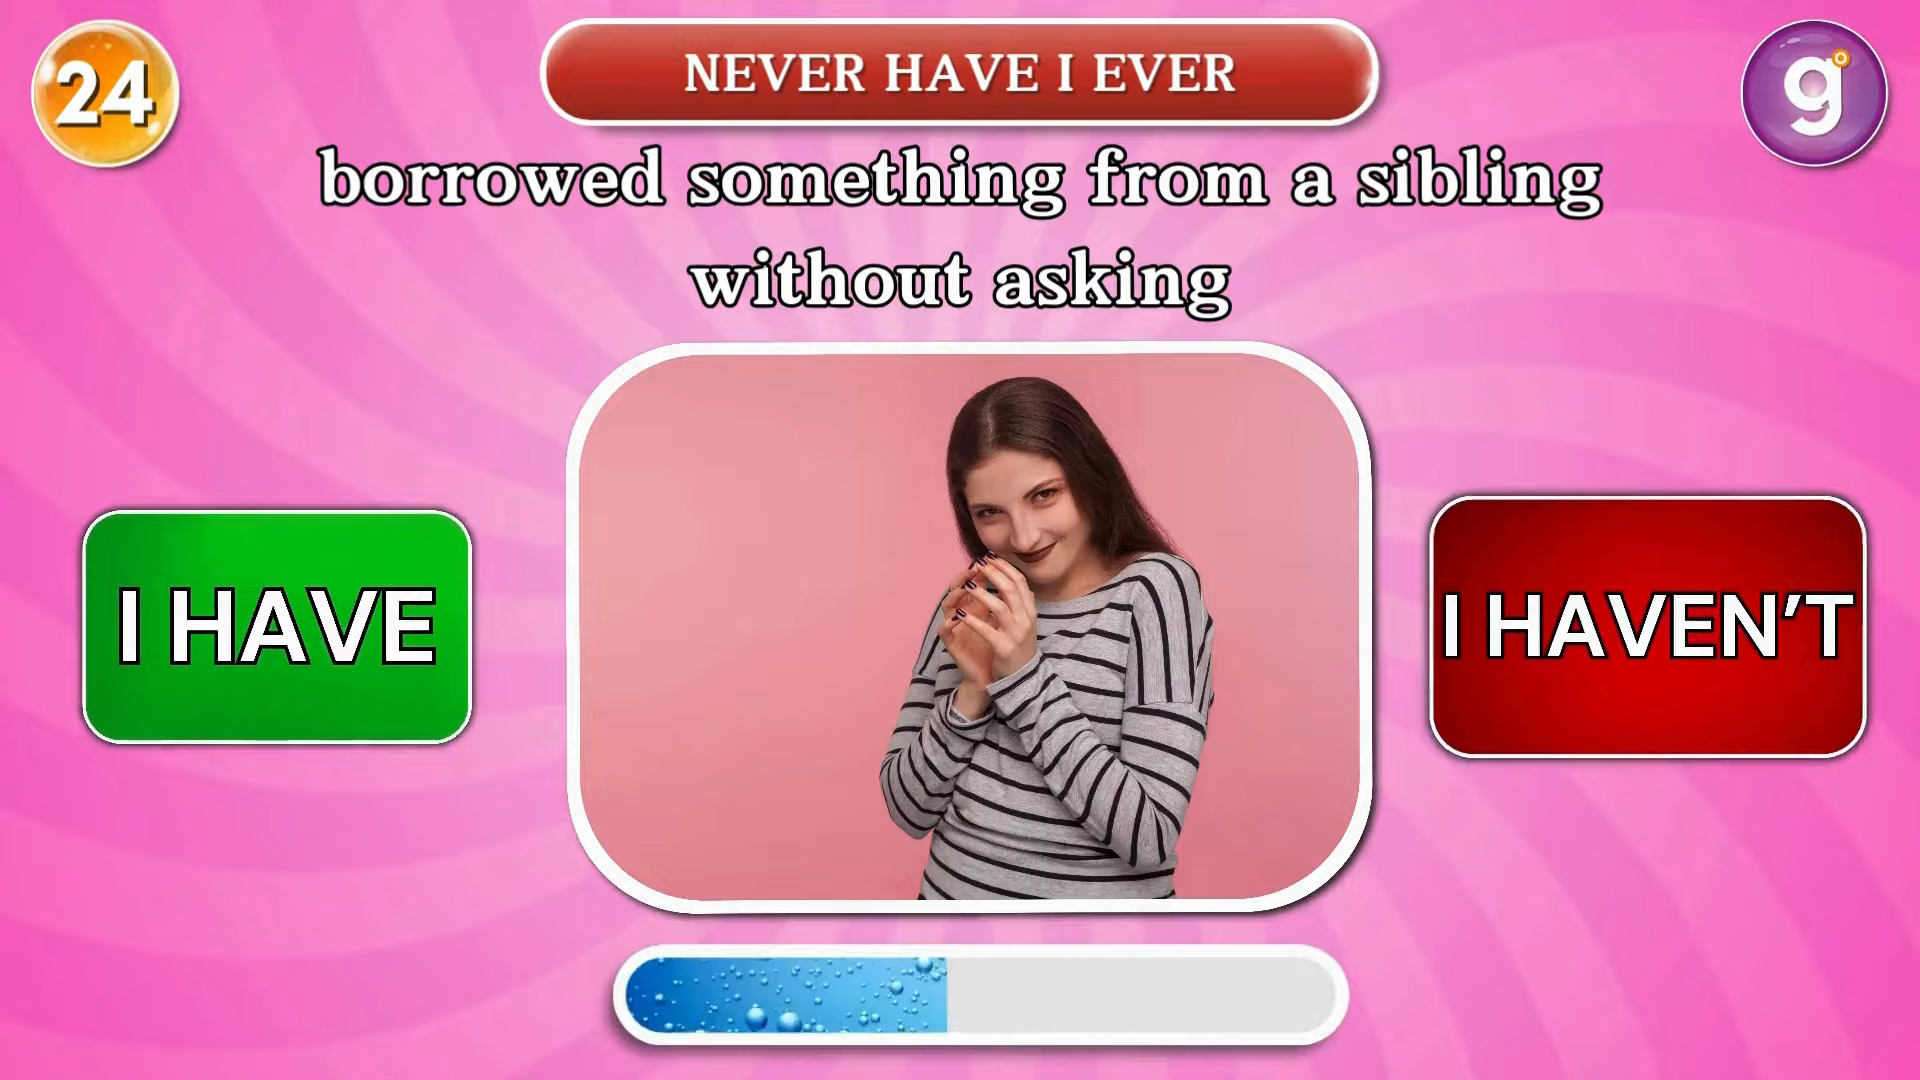 24
NEVER HAVE I EVER
g
borrowed something from a sibling
without asking
I HAVE
I HAVEN'T